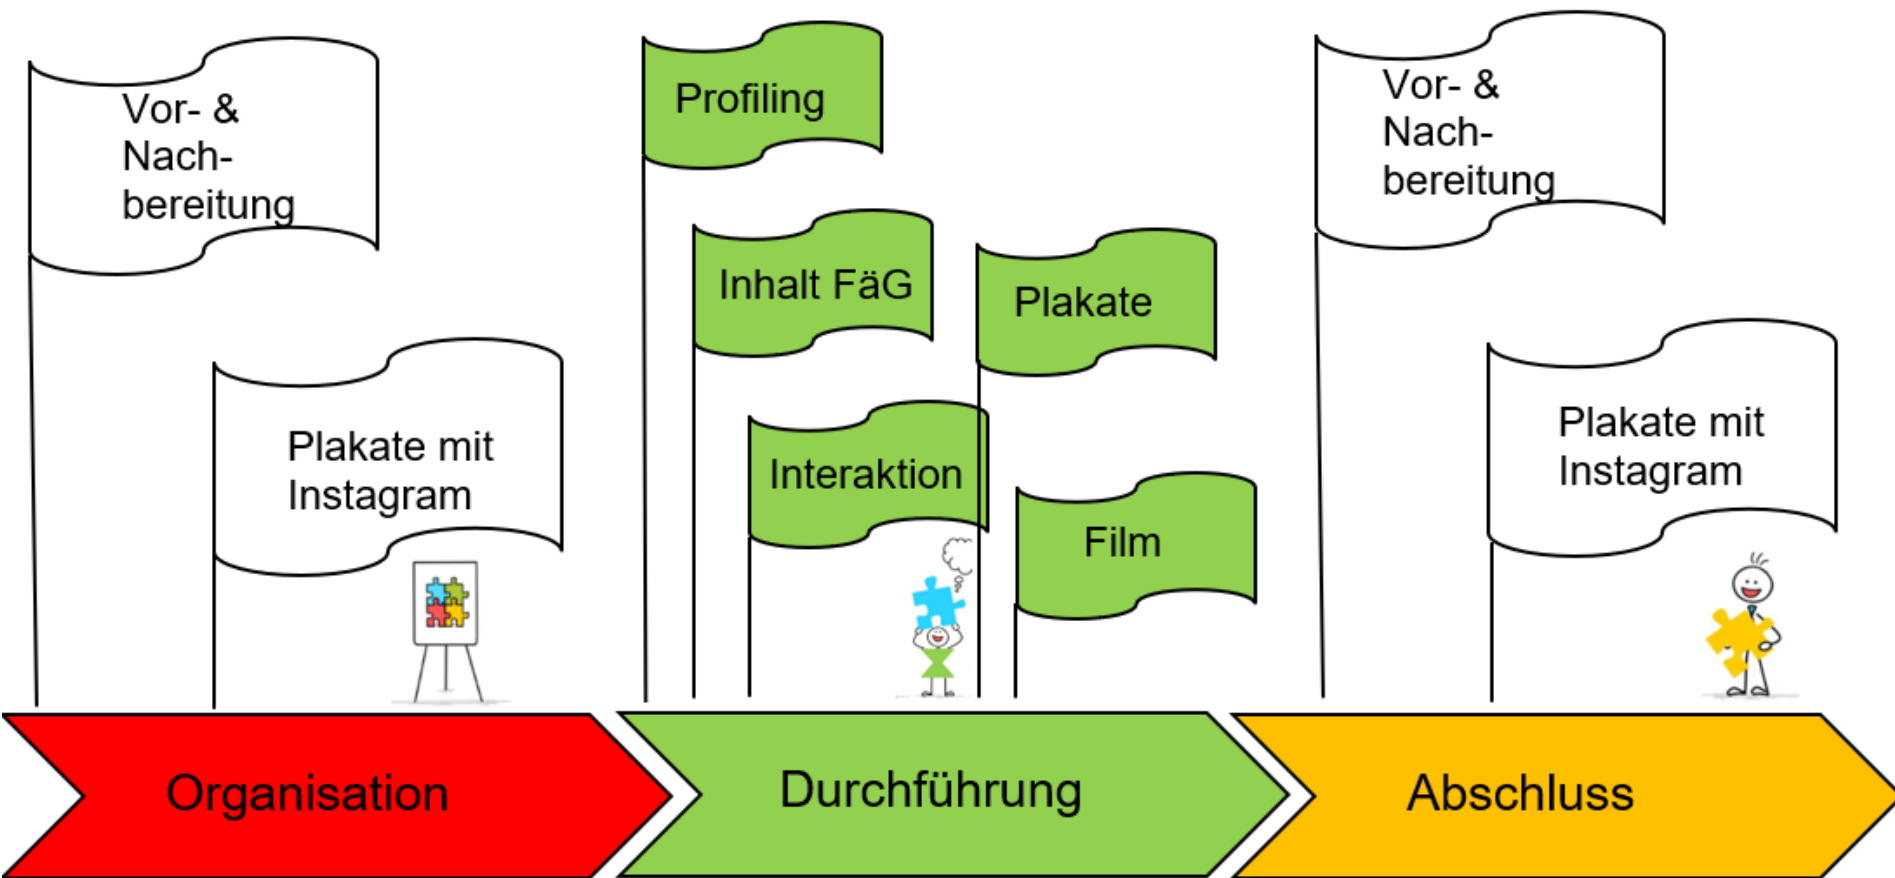 Vor- &
Nach-
bereitung
Plakate mit
Instagram
Profiling
Inhalt FäG
Interaktion
Plakate
Film
Vor- &
Nach-
bereitung
Plakate mit
Instagram
Organisation
Durchführung
Abschluss